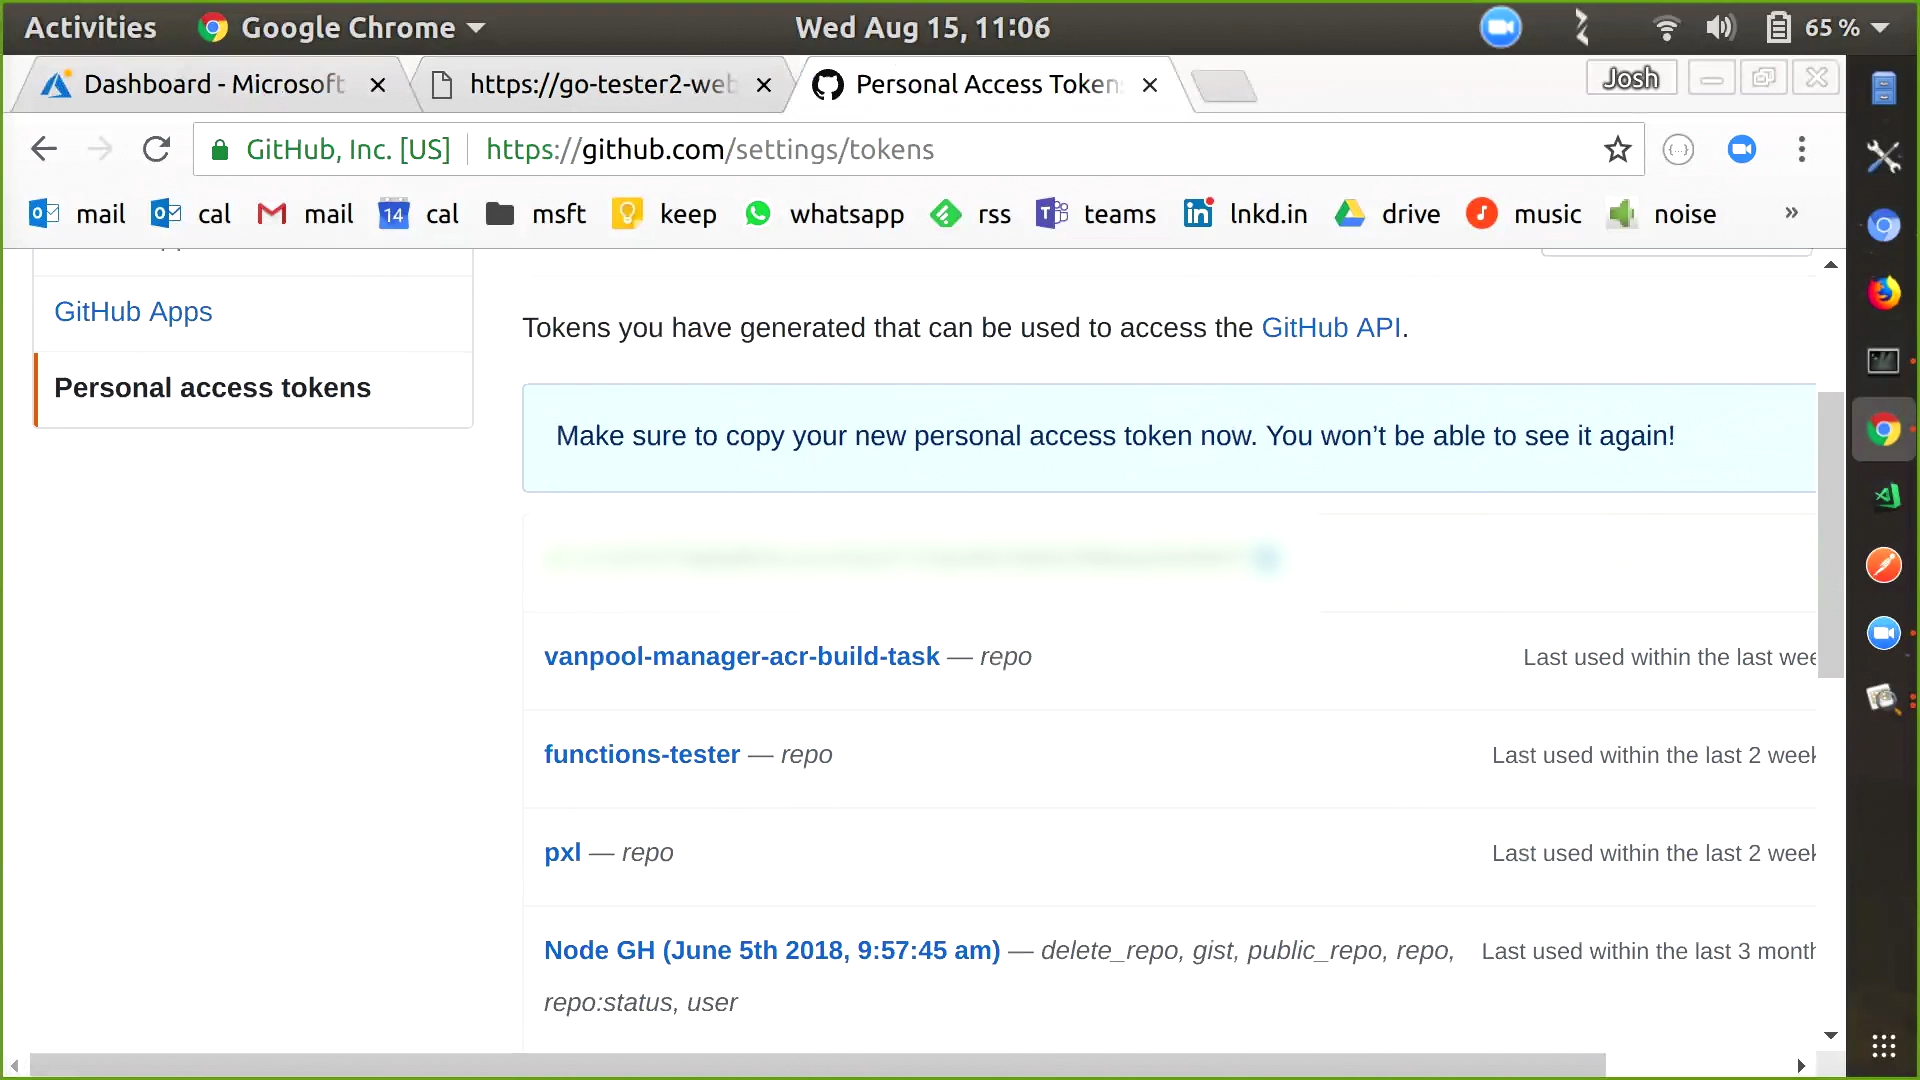 Activities Google Chrome Wed Aug 15, 11:06 65 %
Dashboard - Microsoft https://go-tester2-web Personal Access Token Josh
GitHub, Inc. [US] https://github.com/settings/tokens
mail cal mail 14 cal msft keep whatsapp rss teams lnkd.in drive music noise »
GitHub Apps
Personal access tokens
Tokens you have generated that can be used to access the GitHub API.
Make sure to copy your new personal access token now. You won’t be able to see it again!
vanpool-manager-acr-build-task — repo Last used within the last wee
functions-tester — repo Last used within the last 2 week
pxl — repo Last used within the last 2 week
Node GH (June 5th 2018, 9:57:45 am) — delete_repo, gist, public_repo, repo, Last used within the last 3 month
repo:status, user